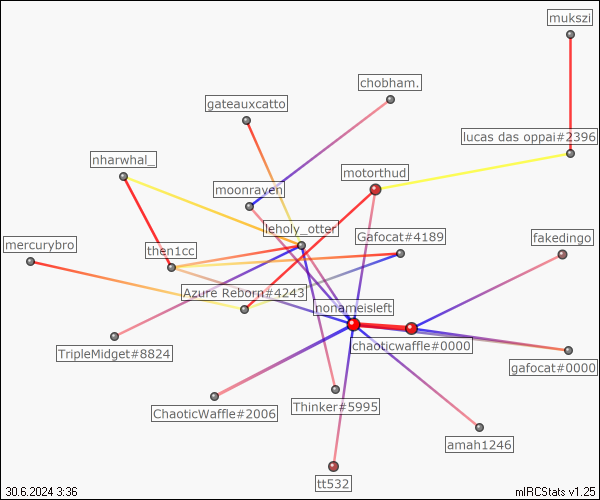 mukszi
chobham.
gateauxcatto
lucas das oppai#2396
nharwhal_
motorthud
moonraven
leholy_otter
Gafocat#4189
fakedingo
mercurybro
then1cc
Azure Reborn#4243
nonameisleft
chaoticwaffle#0000
TripleMidget#8824
gafocat#0000
Thinker#5995
ChaoticWaffle#2006
amah1246
tt532
30.6.2024 3:36
mIRCStats v1.25